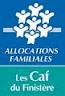 ALLOCATIONS
FAMILIALES
Les Caf
du Finistère